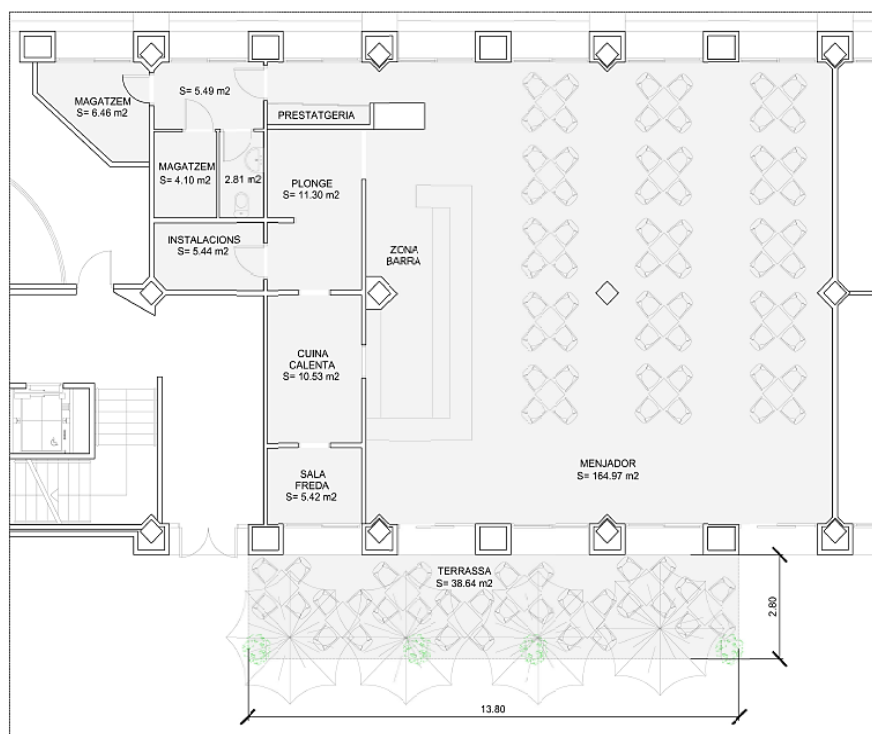 MAGATZEM
S= 6.46 m2
S= 5.49 m2
PRESTATGERIA
MAGATZEM
S= 4.10 m2
2.81 m2
PLONGE
S= 11.30 m2
INSTALACIONS
S= 5.44 m2
ZONA
BARRA
CUINA
CALENTA
S= 10.53 m2
SALA
FREDA
S= 5.42 m2
MENJADOR
S= 164.97 m2
TERRASSA
S= 38.64 m2
2.80
13.80